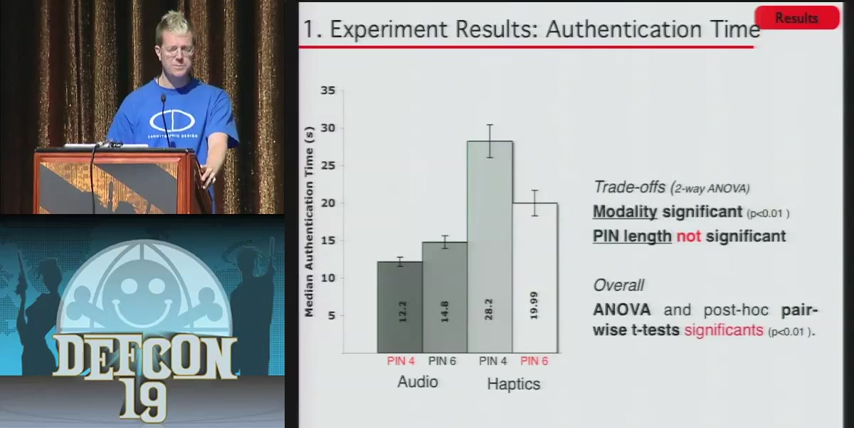 1. Experiment Results: Authentication Time
Results
Median Authentication Time (s)
35
30
25
20
15
10
5
12.2
14.8
28.2
19.99
PIN 4 PIN 6 PIN 4 PIN 6
Audio Haptics
Trade-offs (2-way ANOVA)
Modality significant (p<0.01 )
PIN length not significant
Overall
ANOVA and post-hoc pair-
wise t-tests significants (p<0.01 ).
DEFCON
19